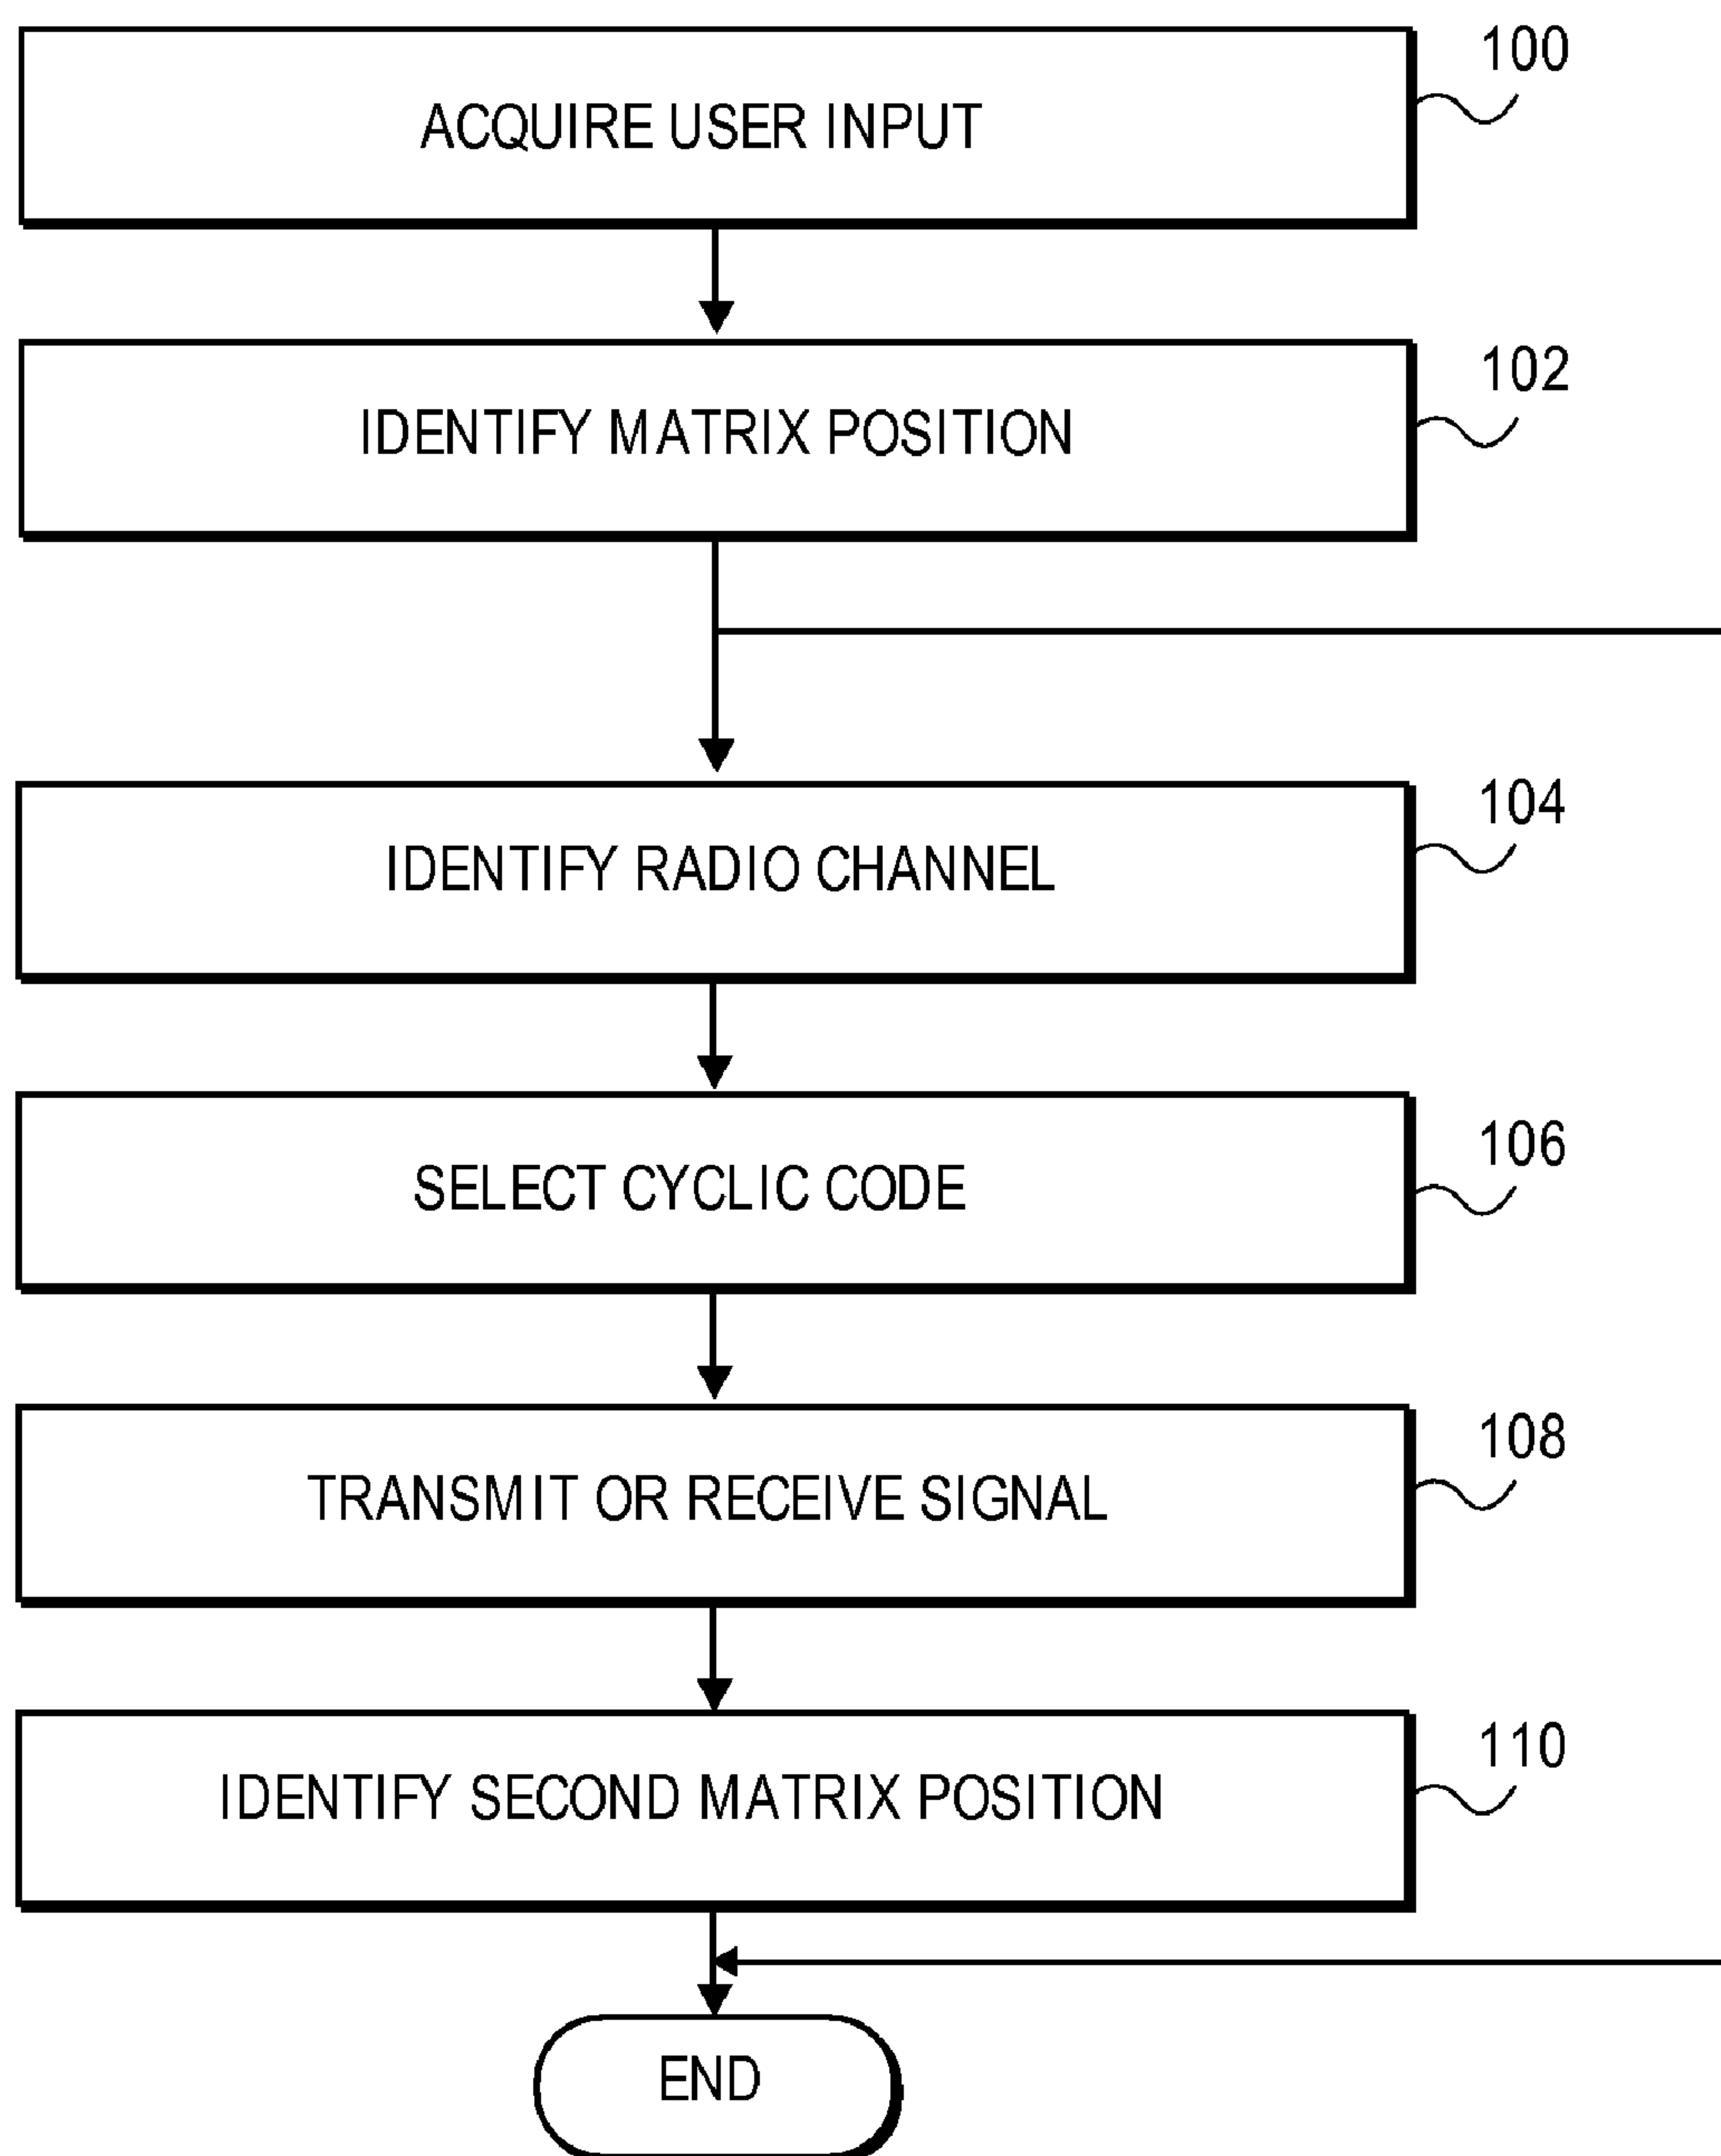 100
ACQUIRE USER INPUT
102
IDENTIFY MATRIX POSITION
104
IDENTIFY RADIO CHANNEL
106
SELECT CYCLIC CODE
108
TRANSMIT OR RECEIVE SIGNAL
110
IDENTIFY SECOND MATRIX POSITION
END